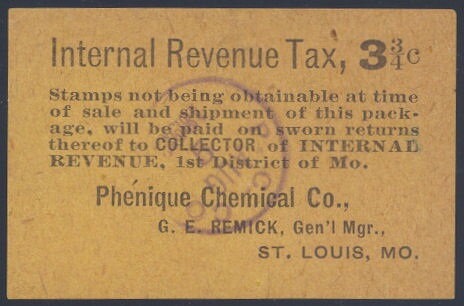 Internal Revenue Tax, 3 3/4c
Stamps not being obtainable at time
of sale and shipment of this pack-
age, will be paid on sworn returns
thereof to COLLECTOR of INTERNAL
REVENUE, 1st District of Mo.
Phénique Chemical Co.,
G. E. REMICK, Gen'l Mgr.,
ST. LOUIS, MO.